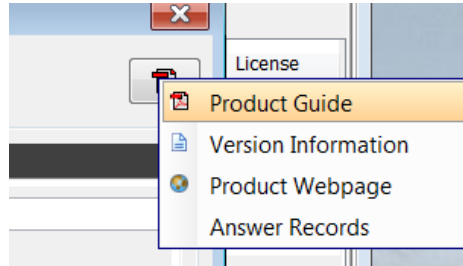 License
Product Guide
Version Information
Product Webpage
Answer Records